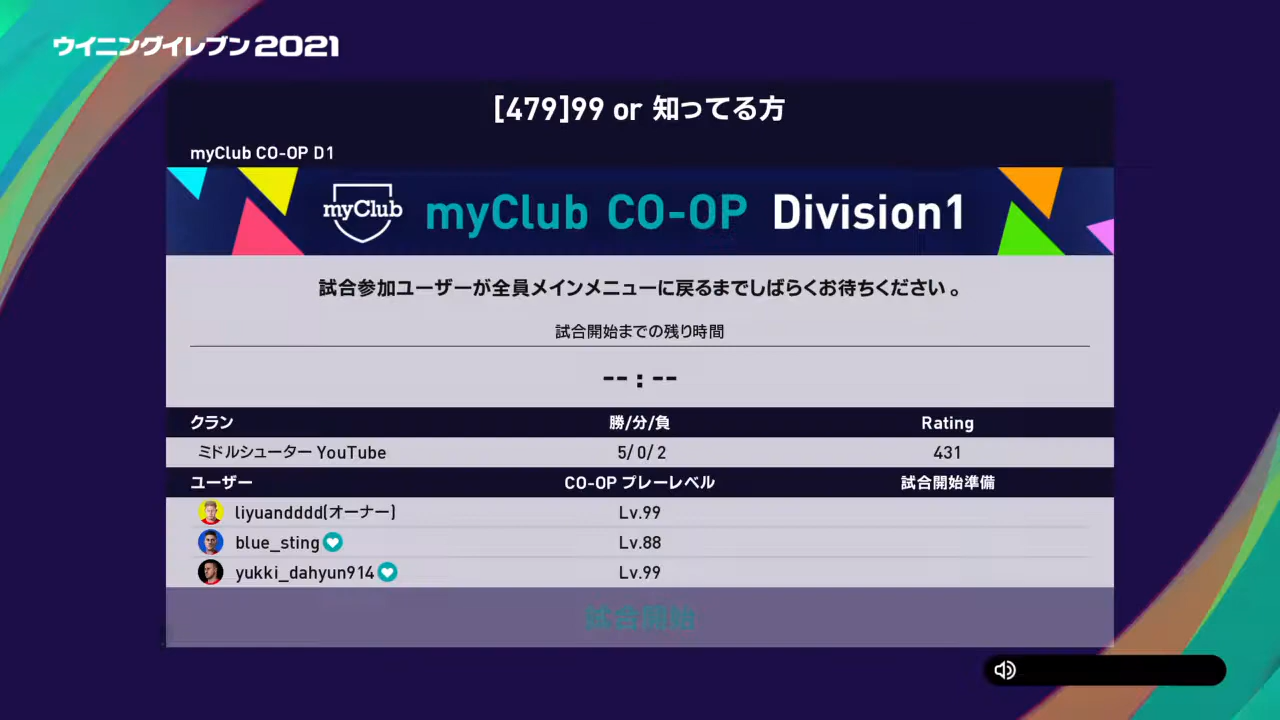 ウイニングイレブン2021
[479]99 or 知ってる方
myClub CO-OP D1
myClub myClub CO-OP Division1
試合参加ユーザーが全員メインメニューに戻るまでしばらくお待ちください。
試合開始までの残り時間
-- : --
クラン 勝/分/負 Rating
ミドルシューター YouTube 5/ 0/ 2 431
ユーザー CO-OP プレーレベル 試合開始準備
liyuandddd(オーナー) Lv.99
blue_sting Lv.88
yukki_dahyun914 Lv.99
試合開始